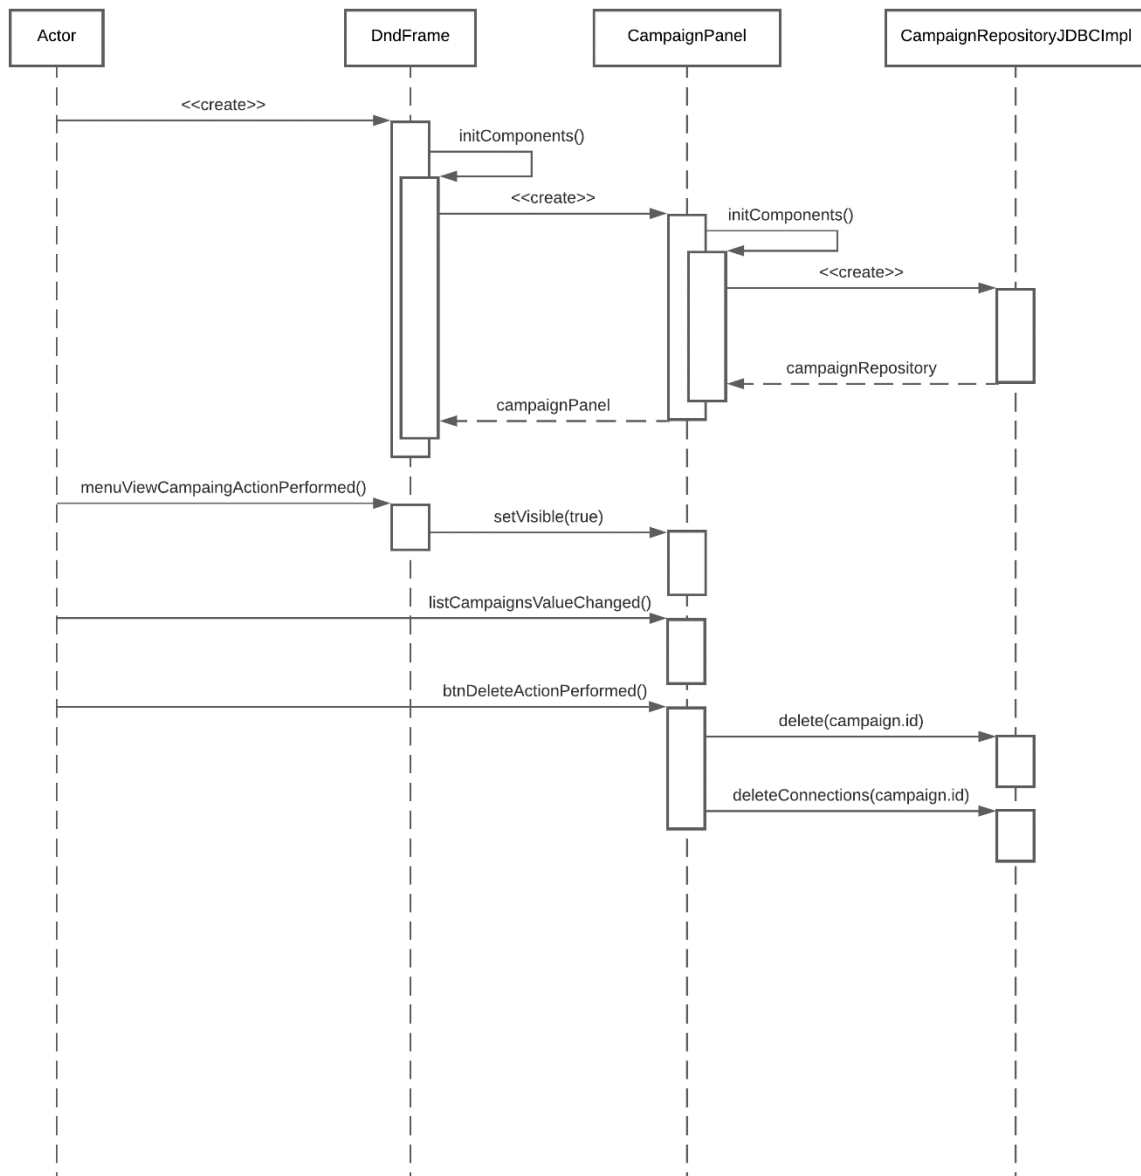 Actor
DndFrame
CampaignPanel
CampaignRepositoryJDBCImpl
<<create>>
initComponents()
<<create>>
initComponents()
<<create>>
campaignRepository
campaignPanel
menuViewCampaingActionPerformed()
setVisible(true)
listCampaignsValueChanged()
btnDeleteActionPerformed()
delete(campaign.id)
deleteConnections(campaign.id)